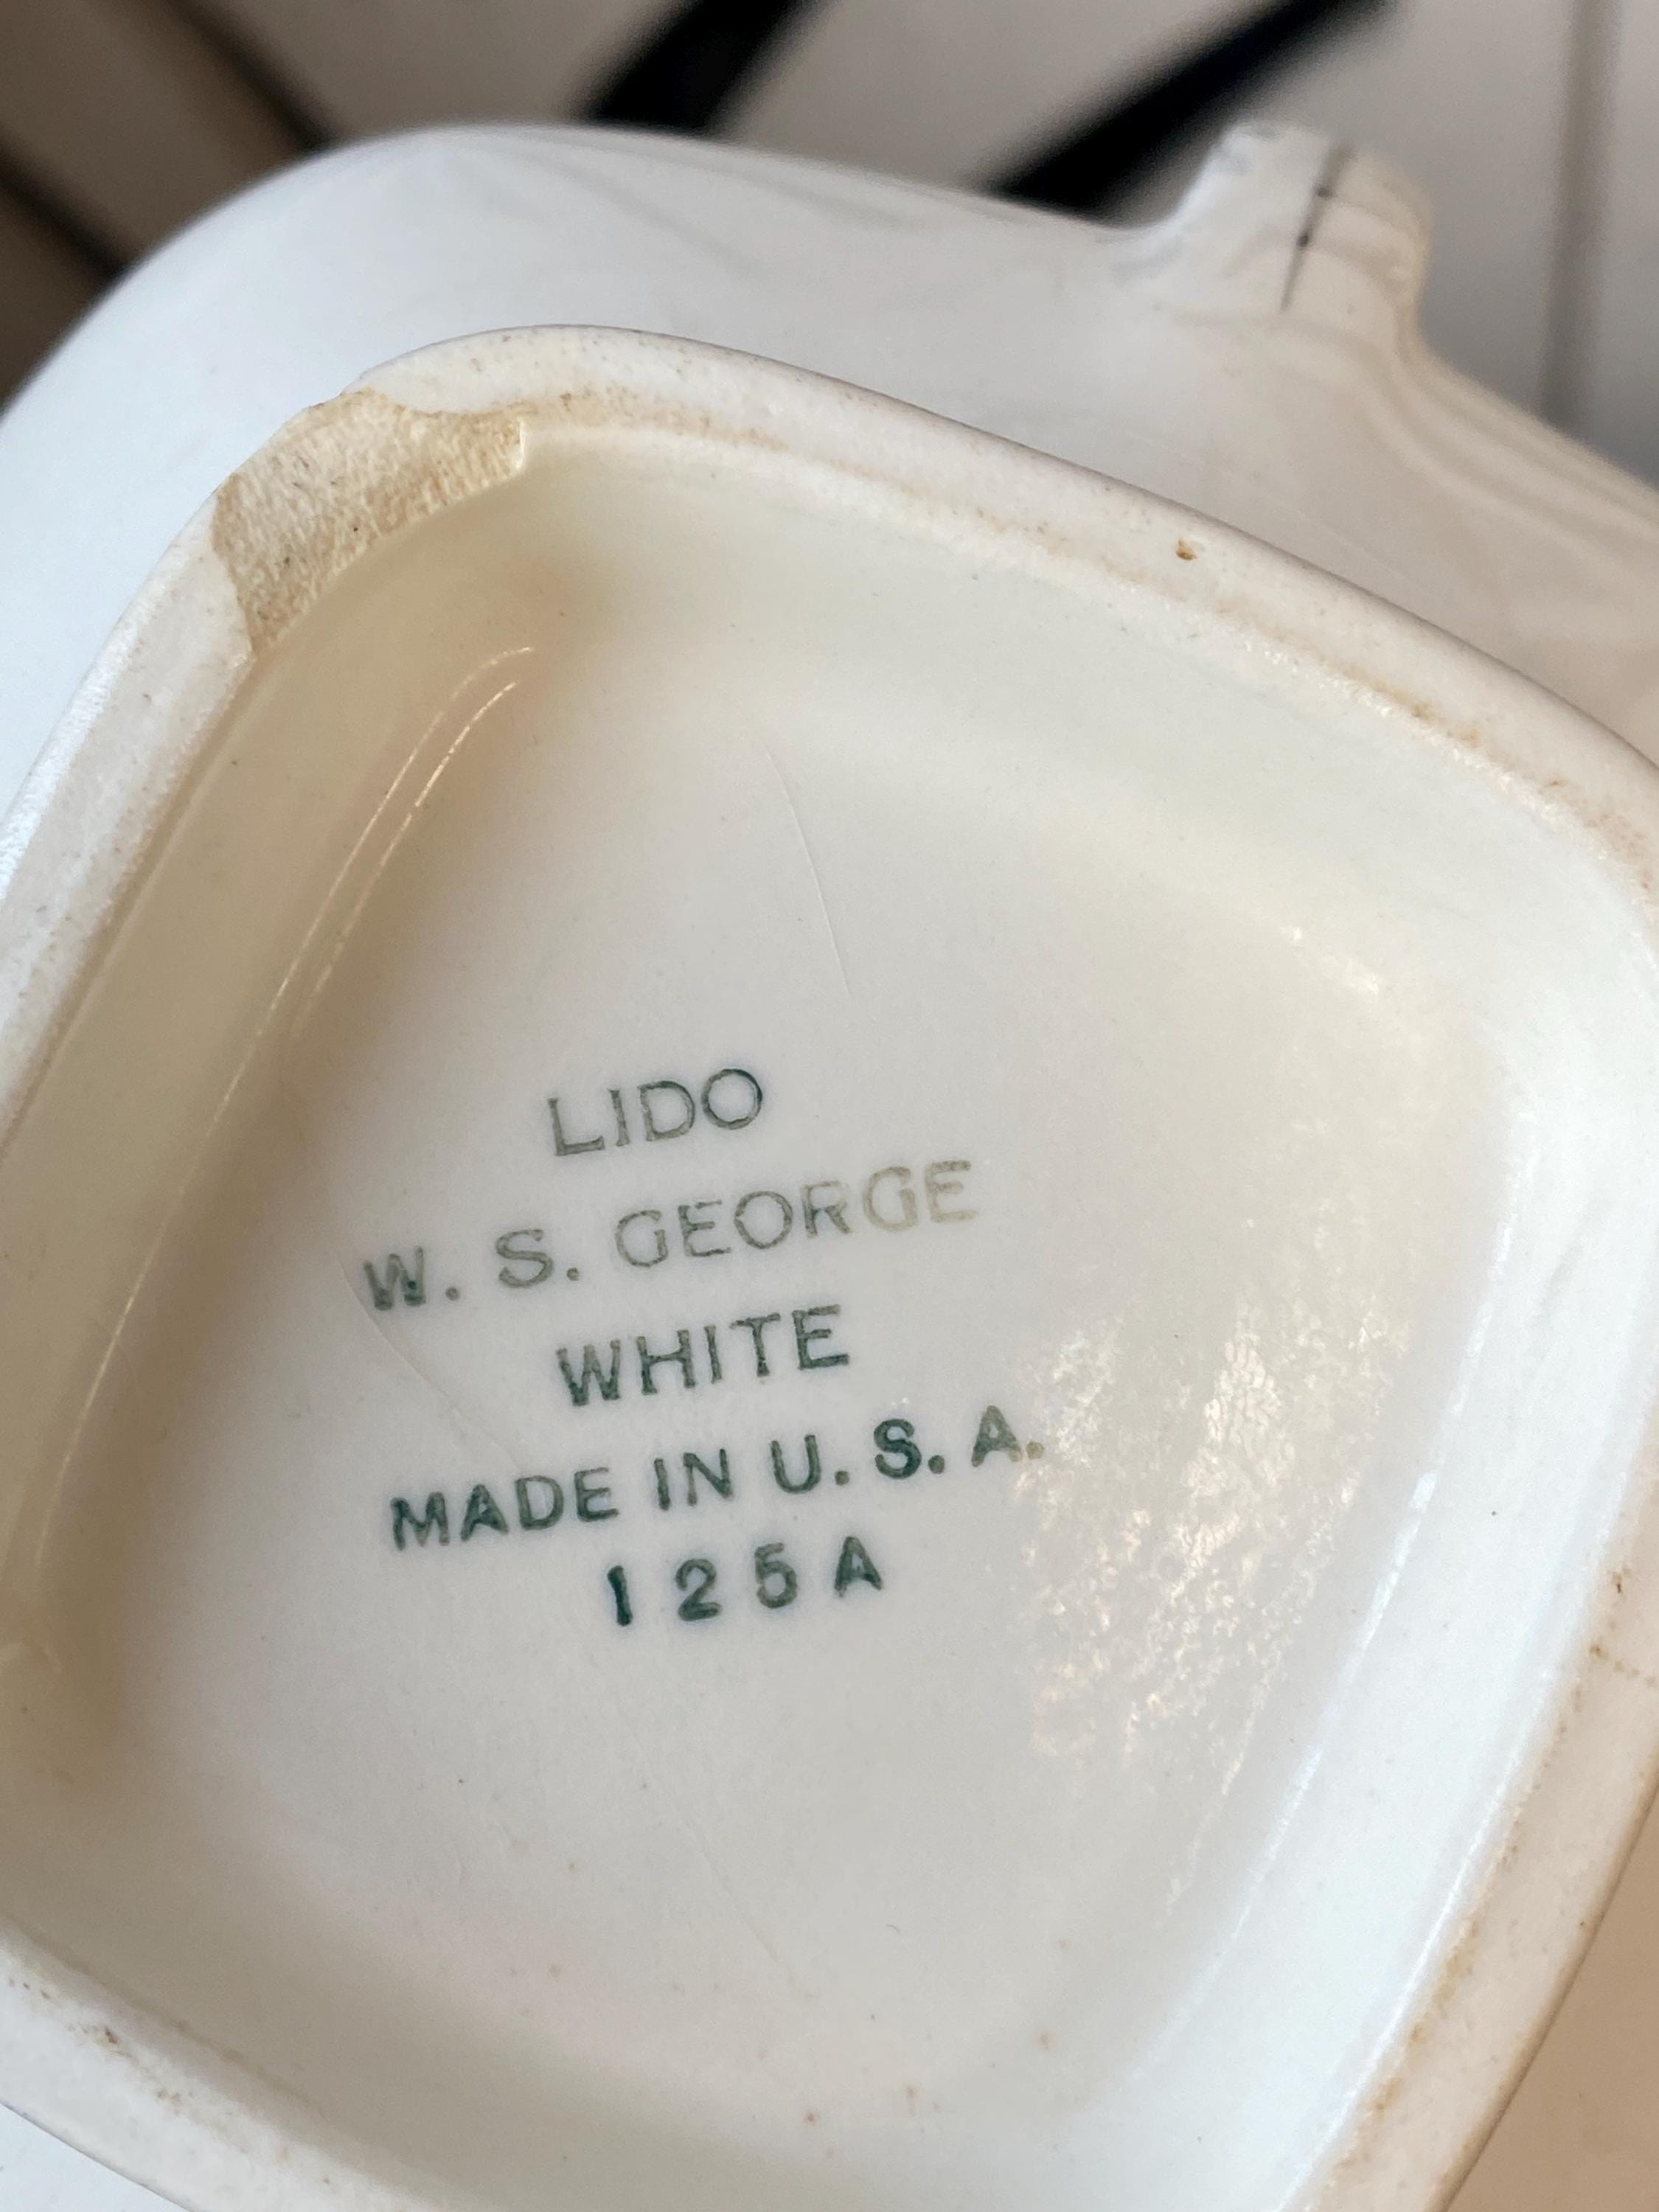 LIDO
W. S. GEORGE
WHITE
MADE IN U. S. A.
125A